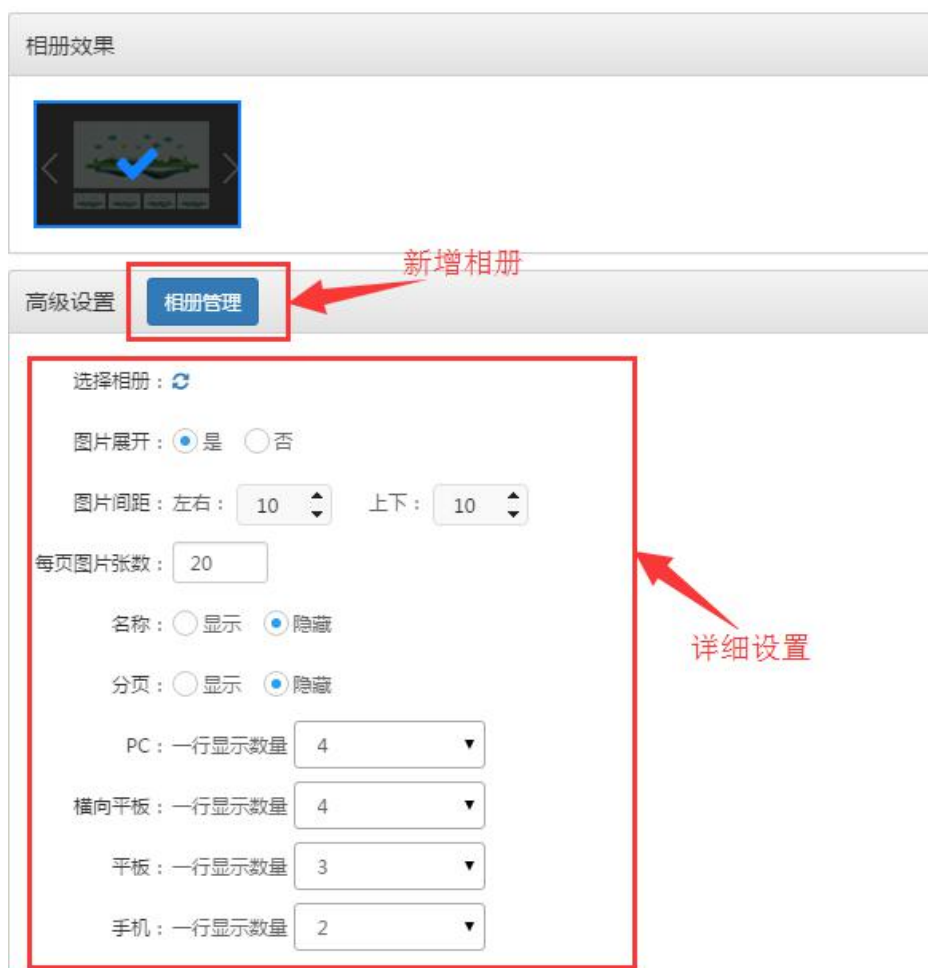 相册效果
新增相册
高级设置 相册管理
选择相册：
图片展开： 是 否
图片间距：左右： 10 上下： 10
每页图片张数： 20
名称： 显示 隐藏
详细设置
分页： 显示 隐藏
PC：一行显示数量 4
横向平板：一行显示数量 4
平板：一行显示数量 3
手机：一行显示数量 2